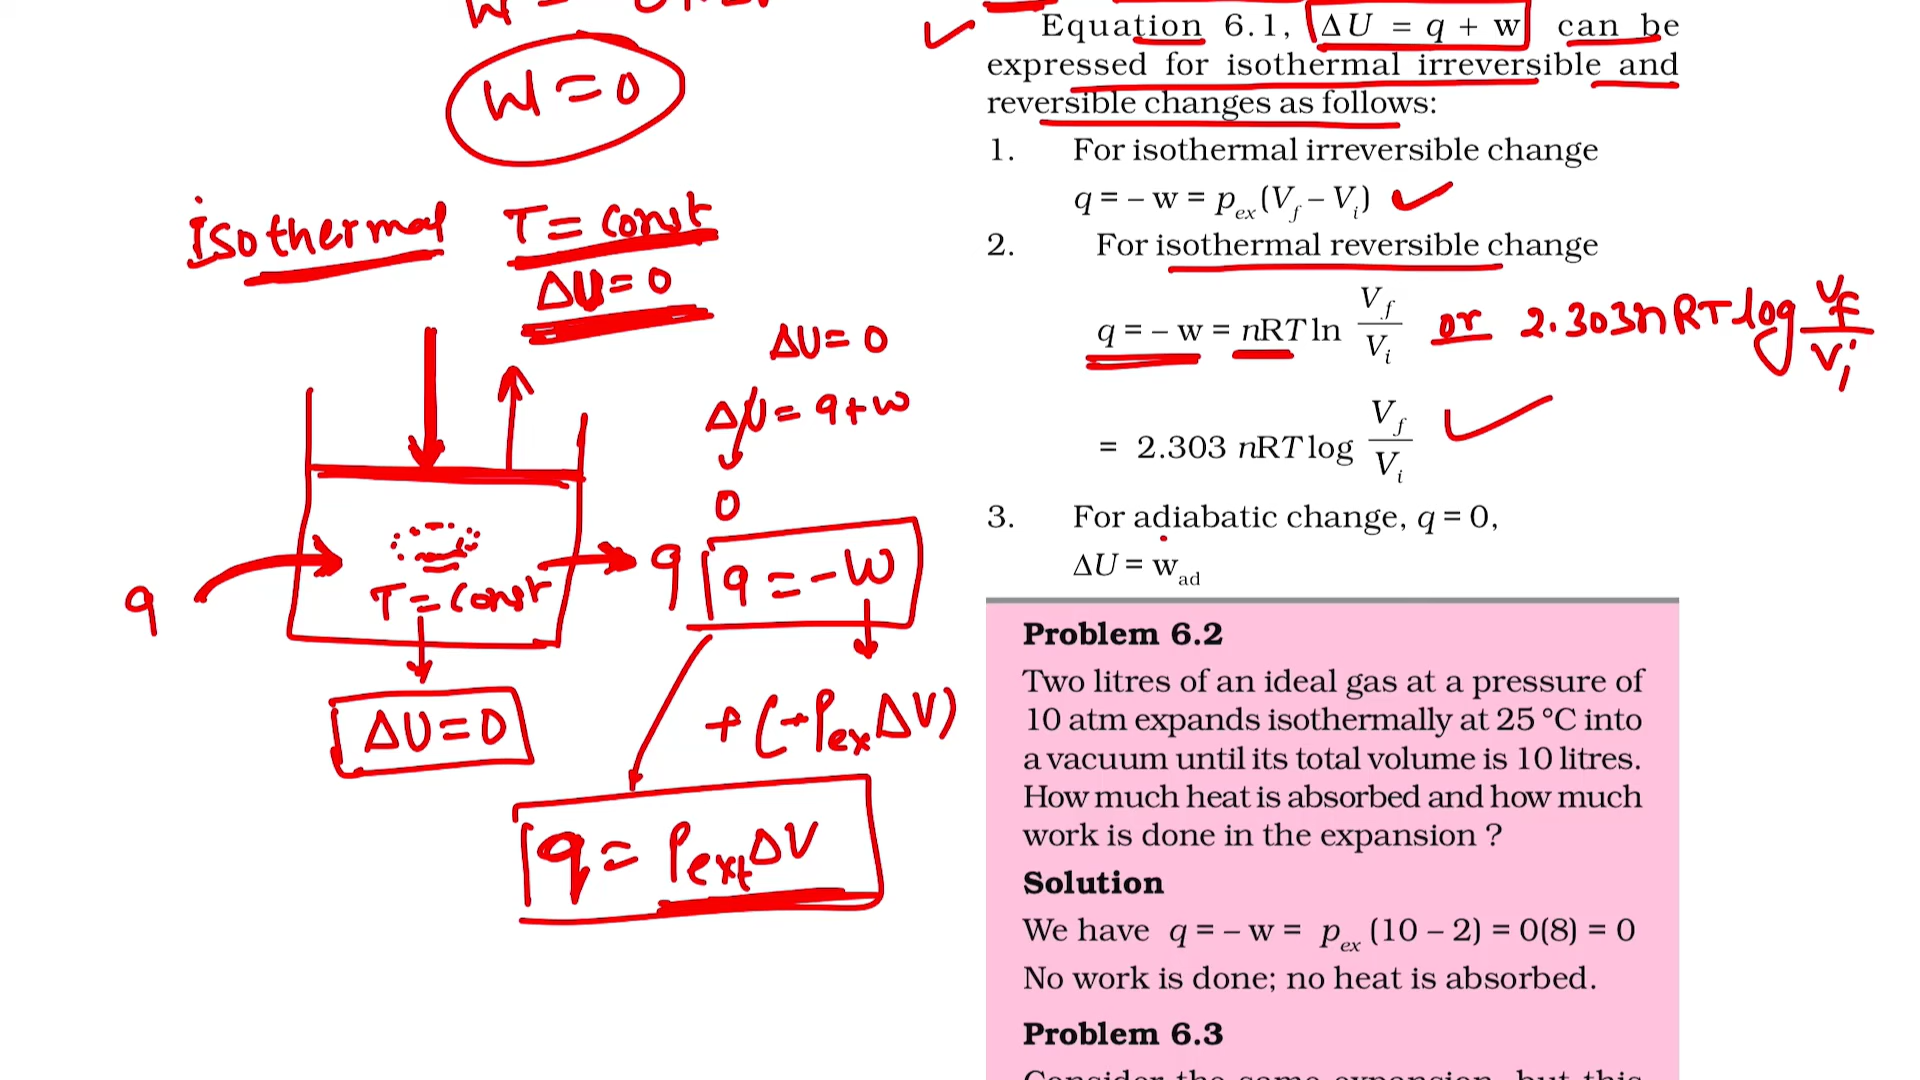 W = 0
isothermal T = const
ΔU = 0
ΔU = 0
ΔU = q + w
0
q
T = const
q
q = -w
ΔU = 0
+(+PexΔV)
q = PextΔV
Equation 6.1, ΔU = q + w can be
expressed for isothermal irreversible and
reversible changes as follows:
1. For isothermal irreversible change
q = – w = pex (Vf – Vi)
2. For isothermal reversible change
q = – w = nRT ln Vf/Vi or 2.303nRT log Vf/Vi
= 2.303 nRT log Vf/Vi
3. For adiabatic change, q = 0,
ΔU = wad
Problem 6.2
Two litres of an ideal gas at a pressure of
10 atm expands isothermally at 25 °C into
a vacuum until its total volume is 10 litres.
How much heat is absorbed and how much
work is done in the expansion ?
Solution
We have q = – w = pex (10 – 2) = 0(8) = 0
No work is done; no heat is absorbed.
Problem 6.3